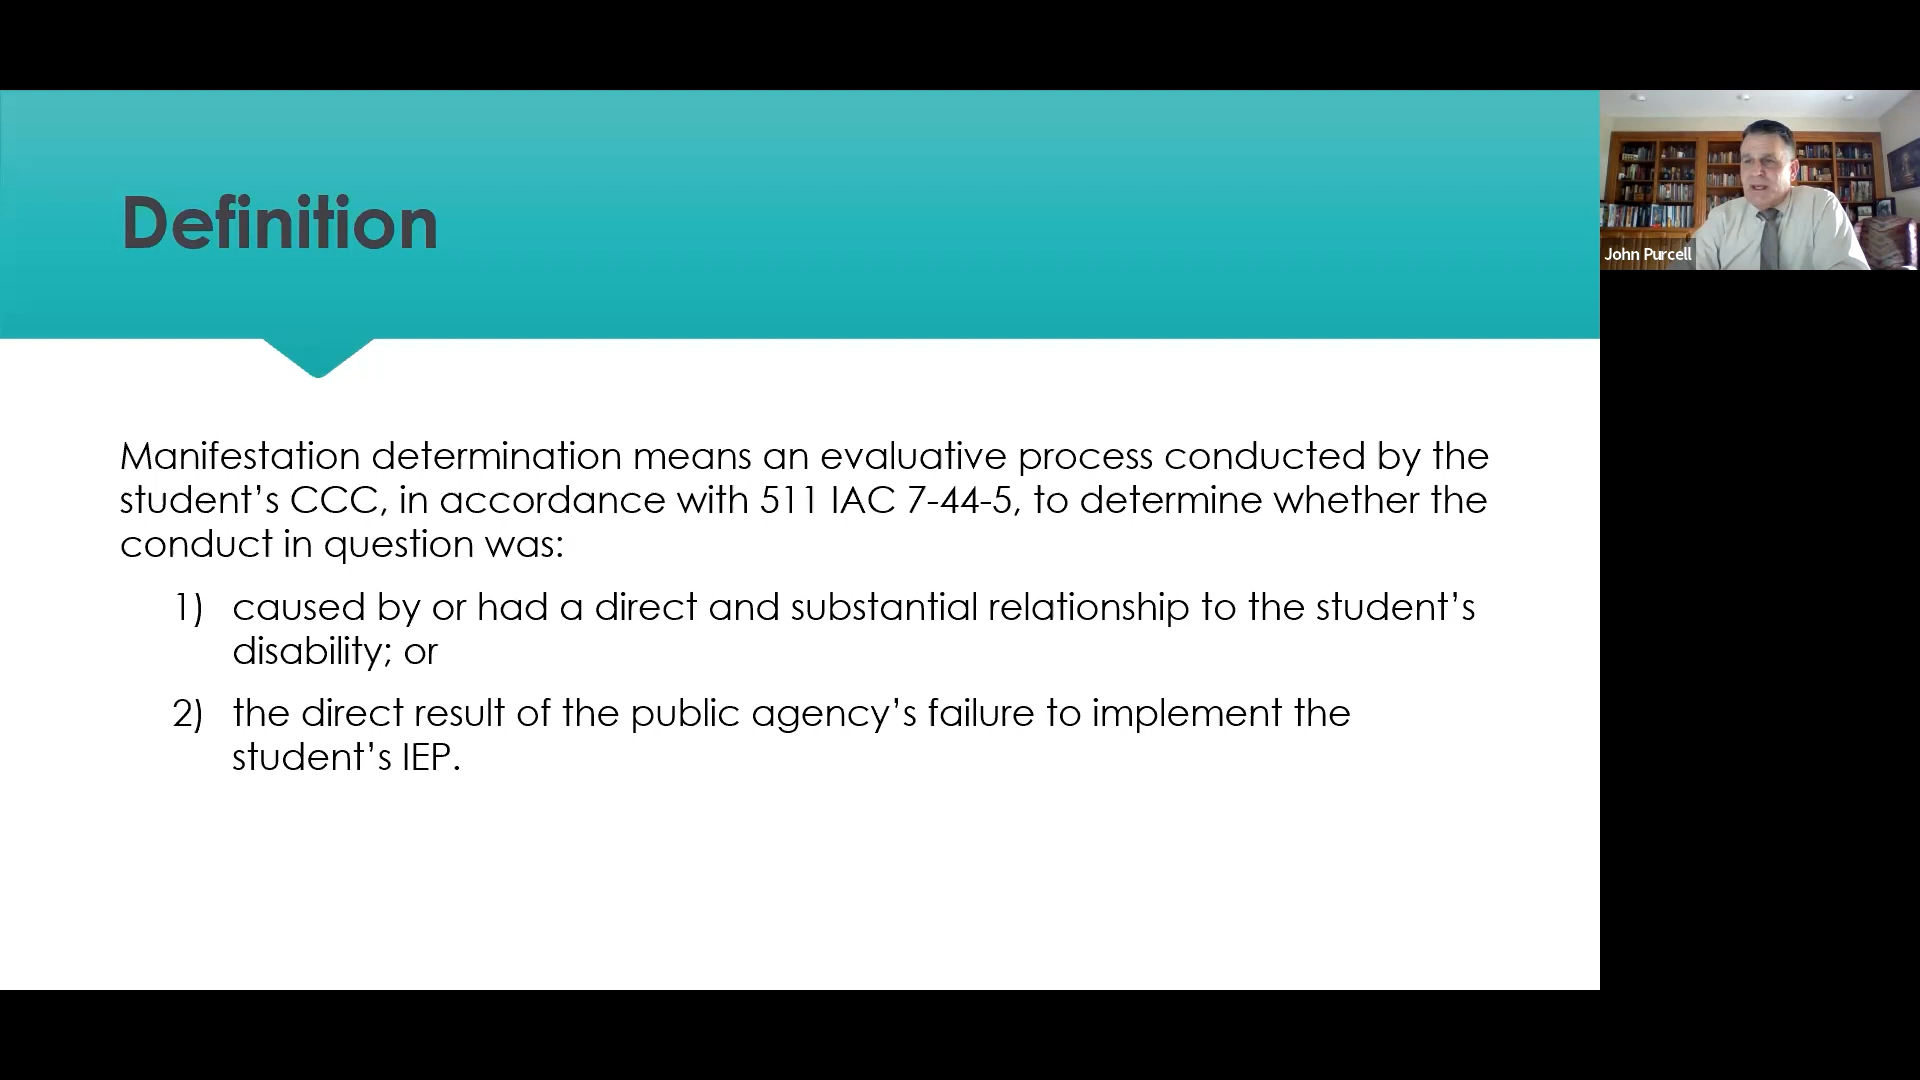 Definition
John Purcell
Manifestation determination means an evaluative process conducted by the
student’s CCC, in accordance with 511 IAC 7-44-5, to determine whether the
conduct in question was:
1) caused by or had a direct and substantial relationship to the student’s
disability; or
2) the direct result of the public agency’s failure to implement the
student’s IEP.